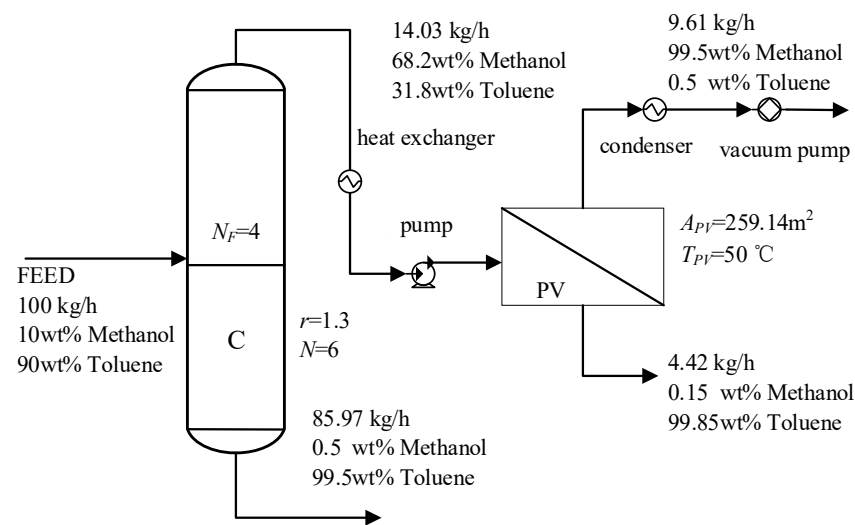 14.03 kg/h
68.2wt% Methanol
31.8wt% Toluene
9.61 kg/h
99.5wt% Methanol
0.5 wt% Toluene
heat exchanger
condenser
vacuum pump
N_F=4
pump
A_PV=259.14m²
T_PV=50 ℃
PV
FEED
100 kg/h
10wt% Methanol
90wt% Toluene
C
r=1.3
N=6
4.42 kg/h
0.15 wt% Methanol
99.85wt% Toluene
85.97 kg/h
0.5 wt% Methanol
99.5wt% Toluene